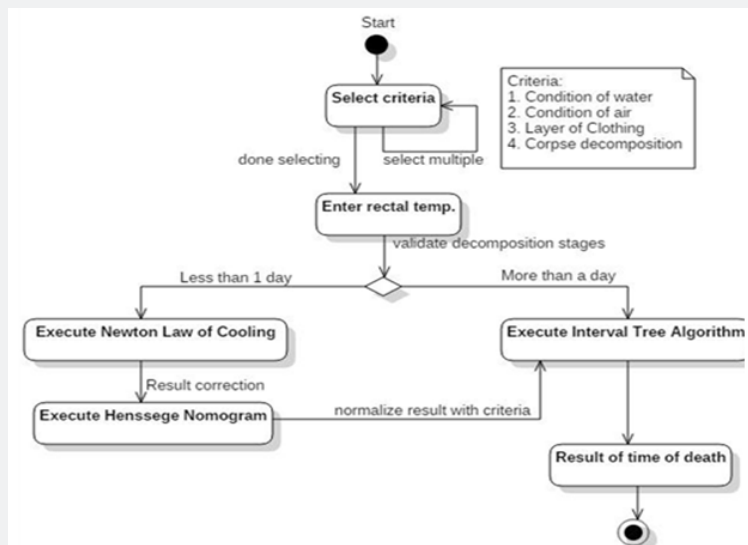 Start
Select criteria
Criteria:
1. Condition of water
2. Condition of air
3. Layer of Clothing
4. Corpse decomposition
done selecting
select multiple
Enter rectal temp.
validate decomposition stages
Less than 1 day
More than a day
Execute Newton Law of Cooling
Execute Interval Tree Algorithm
Result correction
Execute Henssege Nomogram
normalize result with criteria
Result of time of death